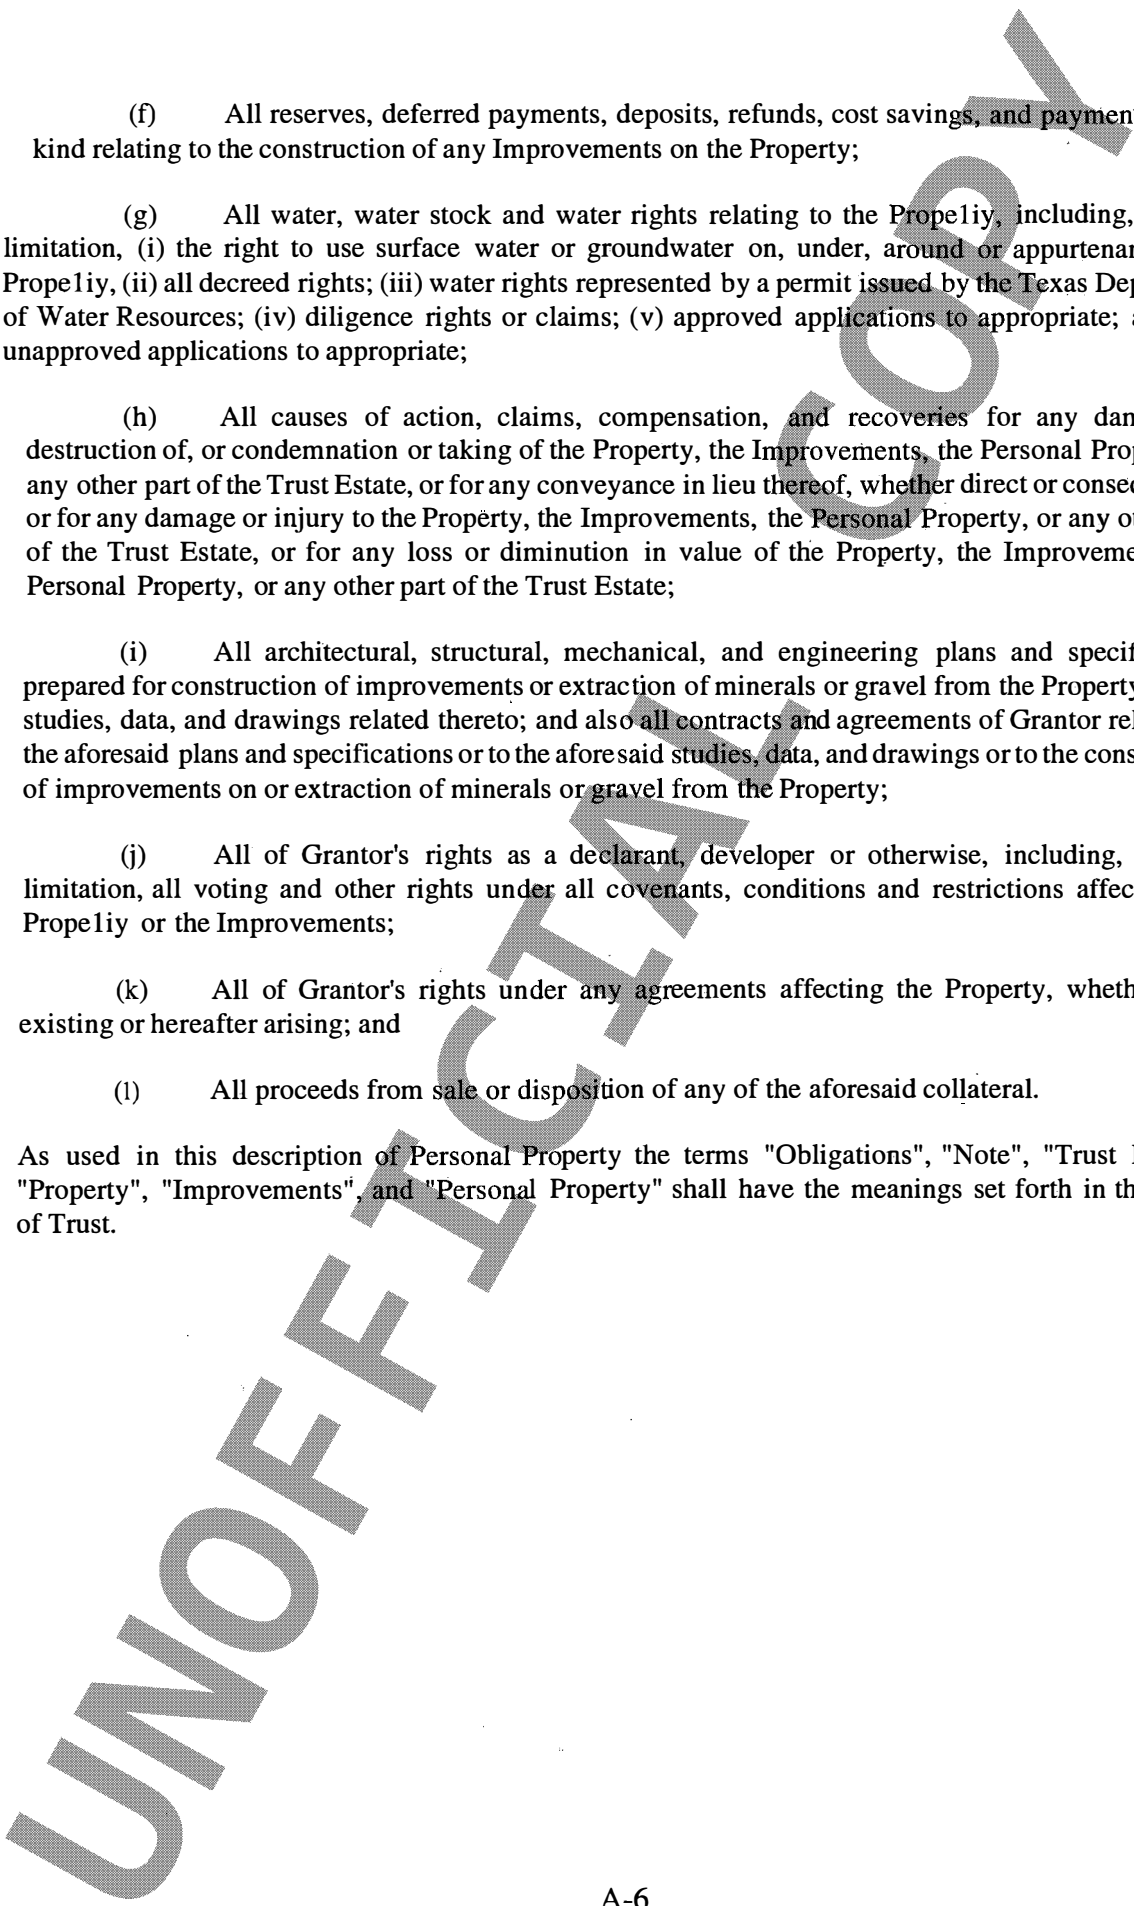 (f) All reserves, deferred payments, deposits, refunds, cost savings, and paymen
kind relating to the construction of any Improvements on the Property;
(g) All water, water stock and water rights relating to the Prope1iy, including,
limitation, (i) the right to use surface water or groundwater on, under, around or appurtenar
Prope1iy, (ii) all decreed rights; (iii) water rights represented by a permit issued by the Texas Dep
of Water Resources; (iv) diligence rights or claims; (v) approved applications to appropriate; a
unapproved applications to appropriate;
(h) All causes of action, claims, compensation, and recoveries for any dam
destruction of, or condemnation or taking of the Property, the Improvements, the Personal Prop
any other part of the Trust Estate, or for any conveyance in lieu thereof, whether direct or consec
or for any damage or injury to the Property, the Improvements, the Personal Property, or any ot
of the Trust Estate, or for any loss or diminution in value of the Property, the Improveme
Personal Property, or any other part of the Trust Estate;
(i) All architectural, structural, mechanical, and engineering plans and specif
prepared for construction of improvements or extraction of minerals or gravel from the Property
studies, data, and drawings related thereto; and also all contracts and agreements of Grantor rel
the aforesaid plans and specifications or to the aforesaid studies, data, and drawings or to the cons
of improvements on or extraction of minerals or gravel from the Property;
(j) All of Grantor's rights as a declarant, developer or otherwise, including,
limitation, all voting and other rights under all covenants, conditions and restrictions affec
Prope1iy or the Improvements;
(k) All of Grantor's rights under any agreements affecting the Property, wheth
existing or hereafter arising; and
(l) All proceeds from sale or disposition of any of the aforesaid collateral.
As used in this description of Personal Property the terms "Obligations", "Note", "Trust
"Property", "Improvements", and "Personal Property" shall have the meanings set forth in th
of Trust.
A-6
UNOFFICIAL COPY